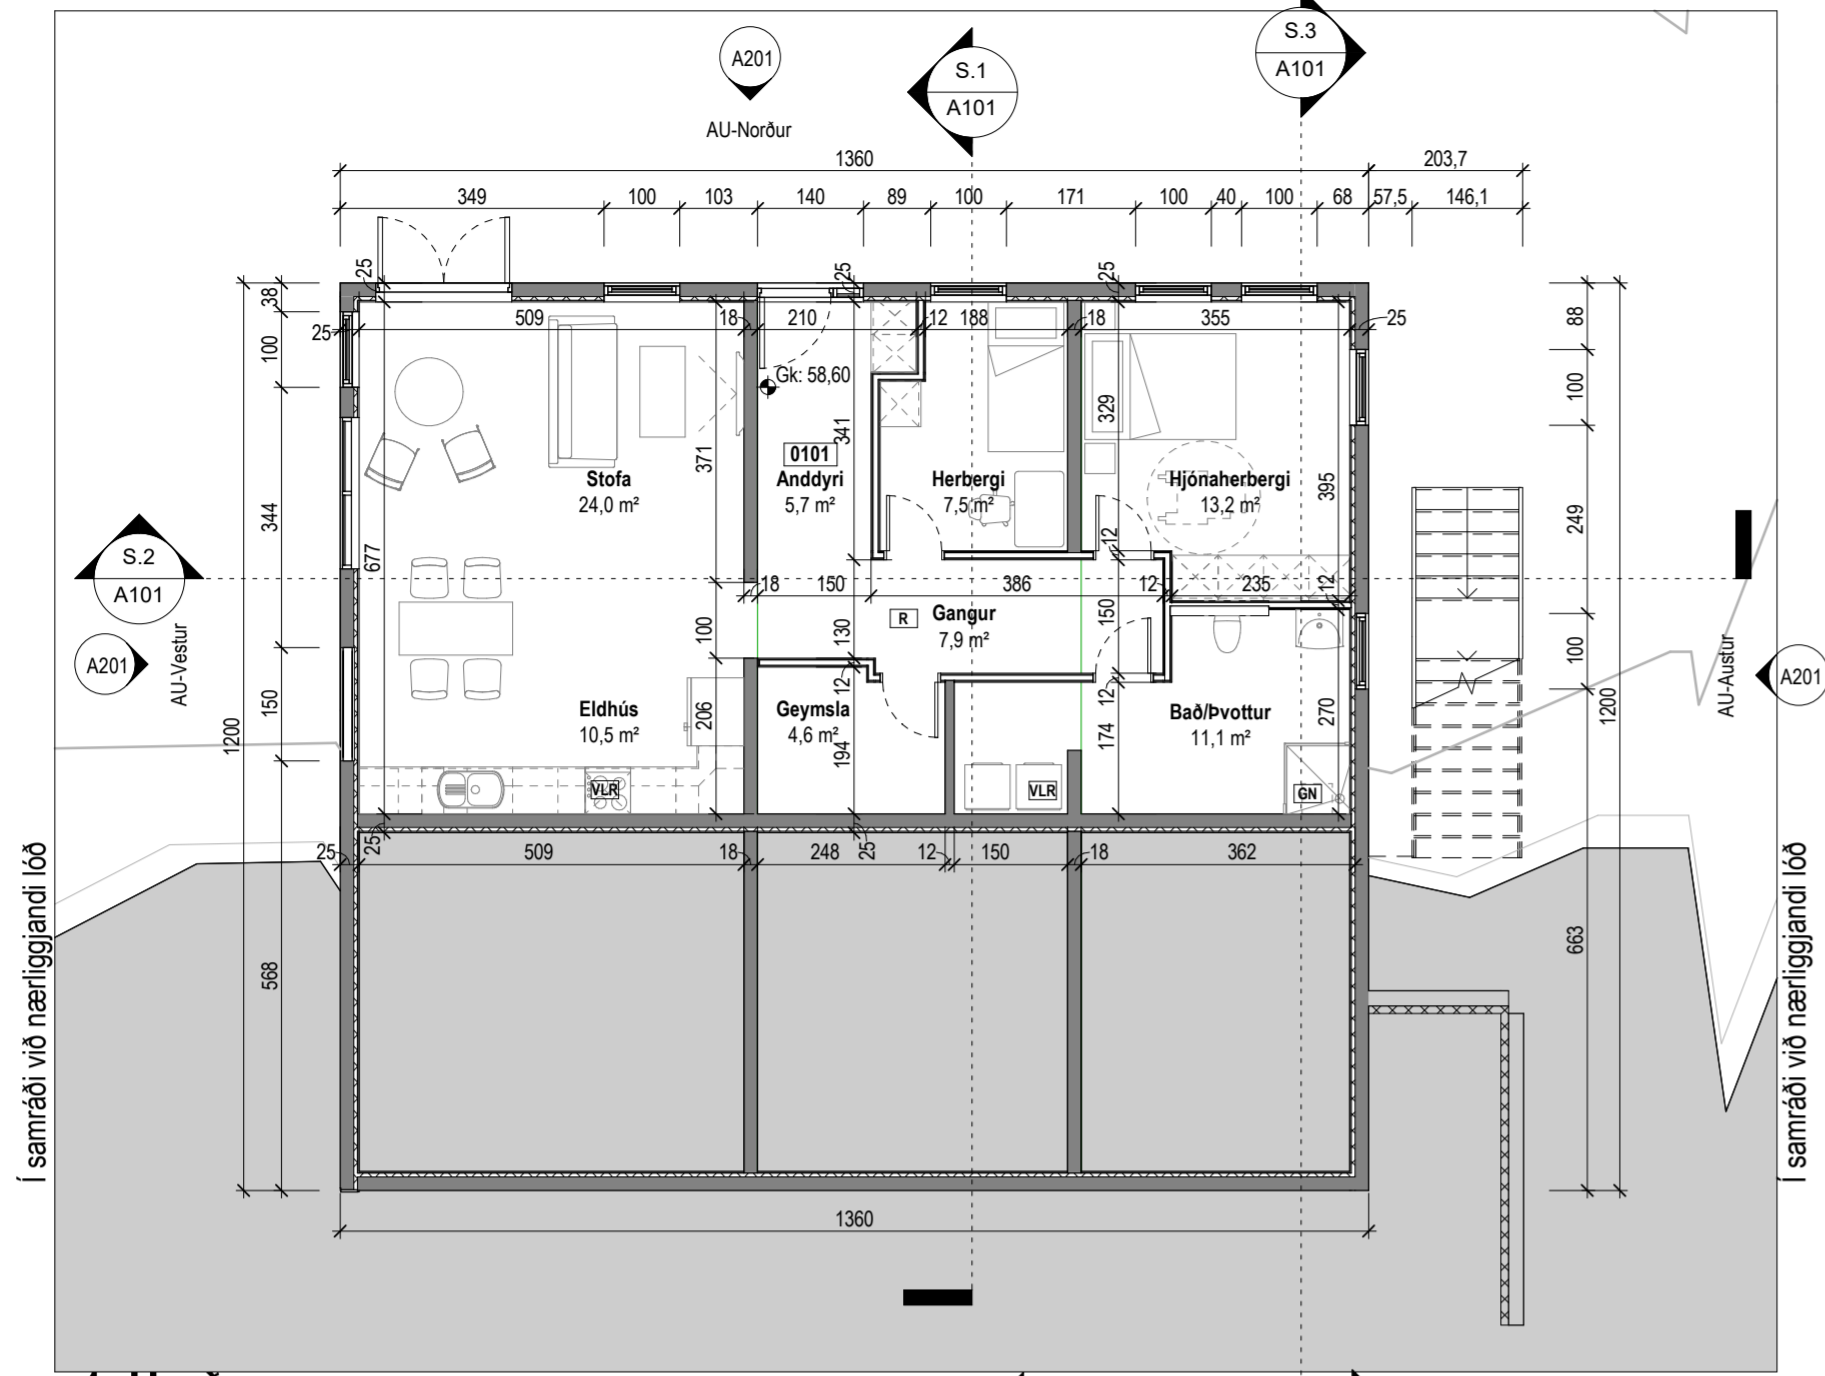 S.3
A101
A201
S.1
A101
AU-Norður
1360
203,7
349
100
103
140
89
100
171
100
40
100
68
57,5
146,1
25
25
25
38
88
25
509
18
210
12
188
18
355
25
100
100
Gk: 58,60
329
341
371
0101
Stofa
24,0 m²
Anddyri
5,7 m²
Herbergi
7,5 m²
Hjónaherbergi
13,2 m²
395
344
249
677
12
S.2
A101
18
150
386
12
235
12
150
R
Gangur
7,9 m²
100
130
100
A201
AU-Vestur
AU-Austur
A201
12
12
150
1200
1200
Eldhús
10,5 m²
206
Geymsla
4,6 m²
194
174
Bað/Þvottur
11,1 m²
270
VLR
VLR
GN
25
25
509
18
248
25
12
150
18
362
568
663
Í samráði við nærliggjandi lóð
Í samráði við nærliggjandi lóð
1360